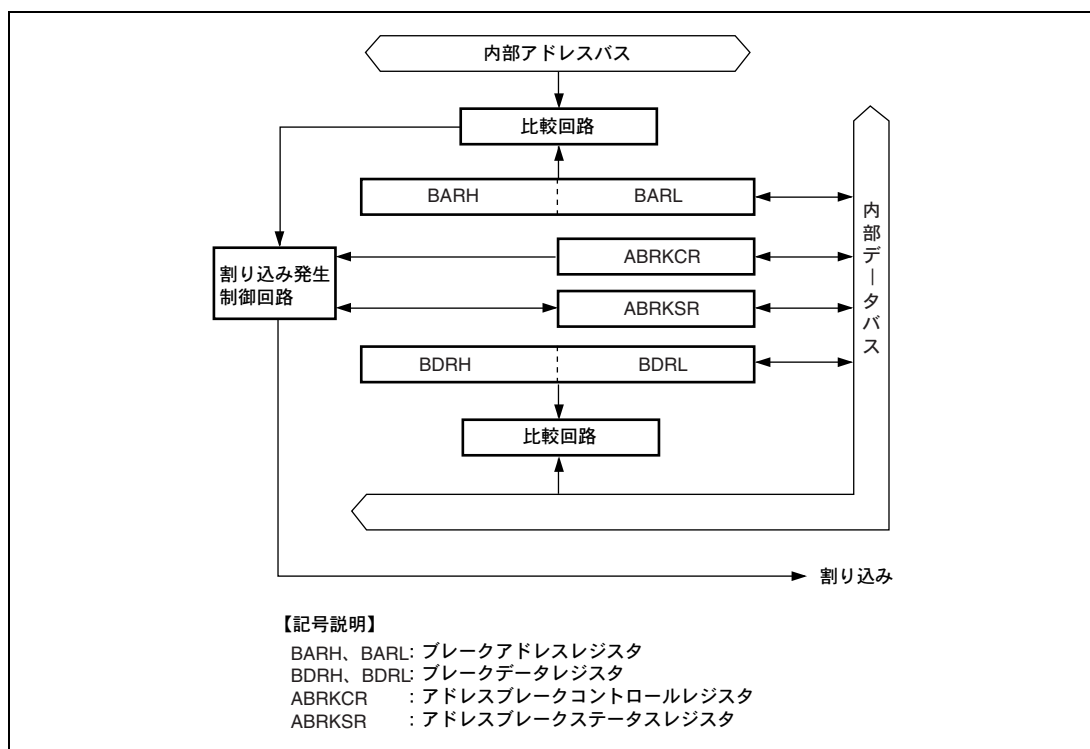 内部アドレスバス
比較回路
BARH
BARL
内部データバス
割り込み発生
制御回路
ABRKCR
ABRKSR
BDRH
BDRL
比較回路
割り込み
【記号説明】
BARH、BARL: ブレークアドレスレジスタ
BDRH、BDRL: ブレークデータレジスタ
ABRKCR : アドレスブレークコントロールレジスタ
ABRKSR : アドレスブレークステータスレジスタ